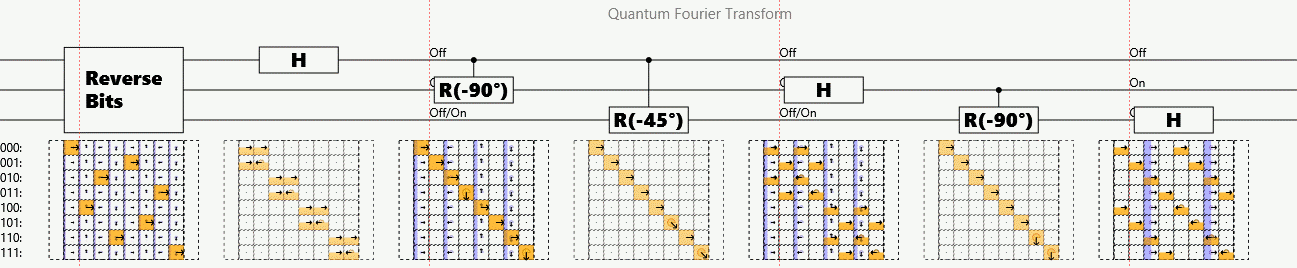 Quantum Fourier Transform
Off
Off
Off
Reverse
Bits
H
R(-90°)
H
On
Off/On
R(-45°)
Off/On
R(-90°)
H
000:
001:
010:
011:
100:
101:
110:
111: